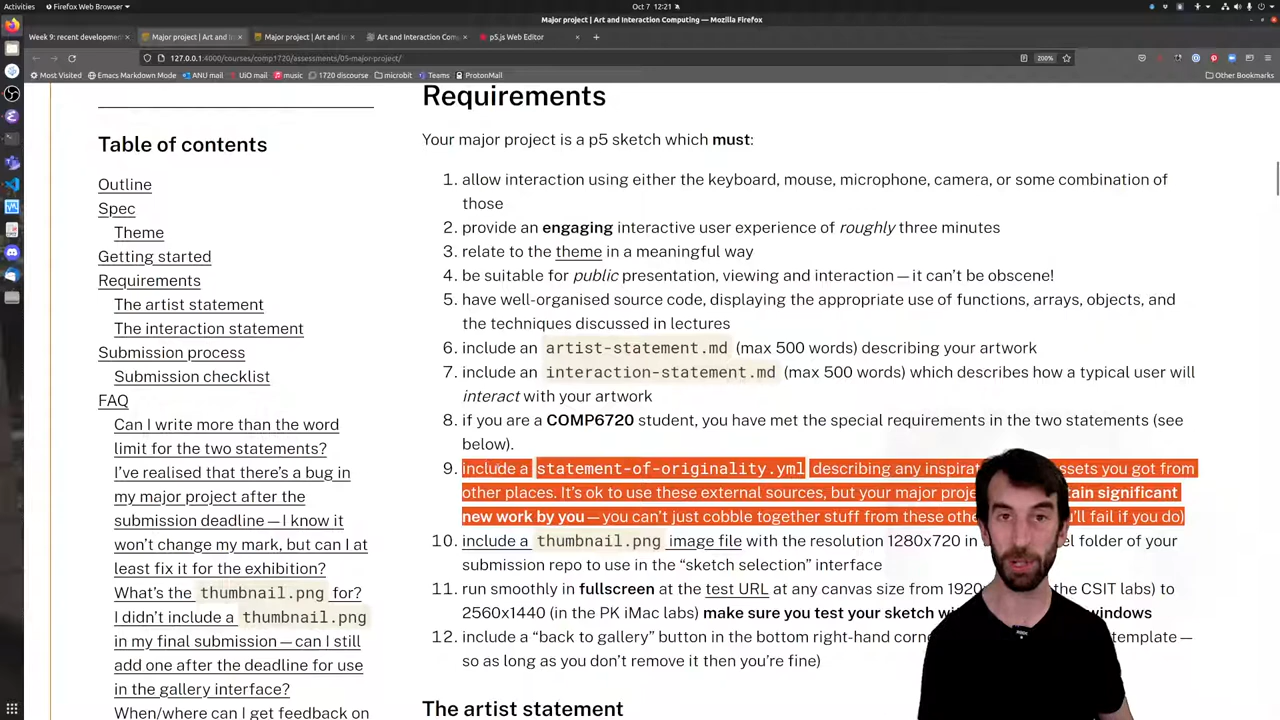 Activities
Firefox Web Browser
Oct 7 12:21
Major project | Art and Interaction Computing — Mozilla Firefox
Week 9: recent developmen
Major project | Art and In
Major project | Art and In
Art and Interaction Com
p5.js Web Editor
127.0.0.1:4000/courses/comp1720/assessments/05-major-project/
200%
Most Visited
Emacs Markdown Mode
ANU mail
UiO mail
music
1720 discourse
microbit
Teams
ProtonMail
Other Bookmarks
Table of contents
Outline
Spec
Theme
Getting started
Requirements
The artist statement
The interaction statement
Submission process
Submission checklist
FAQ
Can I write more than the word
limit for the two statements?
I've realised that there's a bug in
my major project after the
submission deadline—I know it
won't change my mark, but can I at
least fix it for the exhibition?
What's the thumbnail.png for?
I didn't include a thumbnail.png
in my final submission—can I still
add one after the deadline for use
in the gallery interface?
When/where can I get feedback on
Requirements
Your major project is a p5 sketch which must:
1. allow interaction using either the keyboard, mouse, microphone, camera, or some combination of
those
2. provide an engaging interactive user experience of roughly three minutes
3. relate to the theme in a meaningful way
4. be suitable for public presentation, viewing and interaction—it can't be obscene!
5. have well-organised source code, displaying the appropriate use of functions, arrays, objects, and
the techniques discussed in lectures
6. include an artist-statement.md (max 500 words) describing your artwork
7. include an interaction-statement.md (max 500 words) which describes how a typical user will
interact with your artwork
8. if you are a COMP6720 student, you have met the special requirements in the two statements (see
below).
9. include a statement-of-originality.yml describing any inspirat ssets you got from
other places. It's ok to use these external sources, but your major proje tain significant
new work by you—you can't just cobble together stuff from these othe 'll fail if you do)
10. include a thumbnail.png image file with the resolution 1280x720 in el folder of your
submission repo to use in the “sketch selection” interface
11. run smoothly in fullscreen at the test URL at any canvas size from 1920 the CSIT labs) to
2560x1440 (in the PK iMac labs) make sure you test your sketch wi windows
12. include a “back to gallery” button in the bottom right-hand corne template—
so as long as you don't remove it then you're fine)
The artist statement